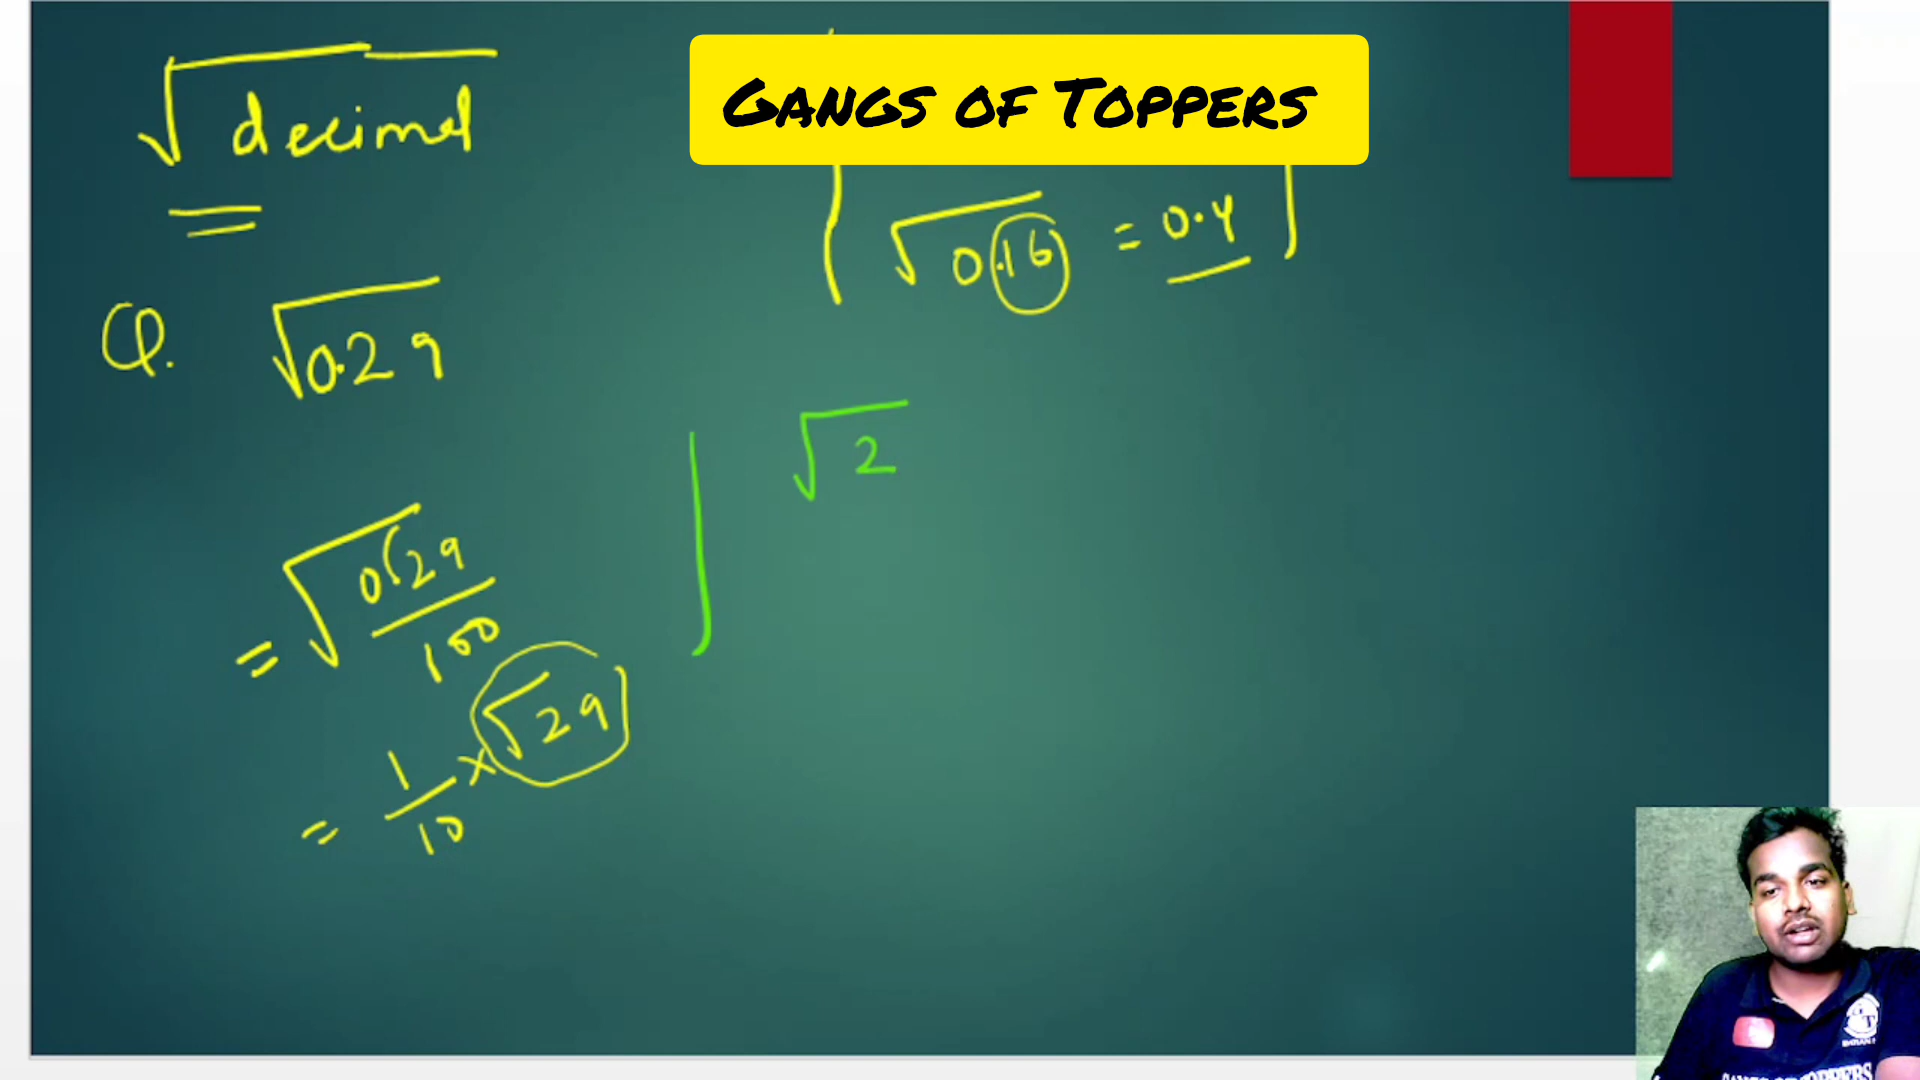 √decimal
GANGS OF TOPPERS
√0.16 = 0.4
Q. √0.29
√2
= √0.29/100
= 1/10 × √29